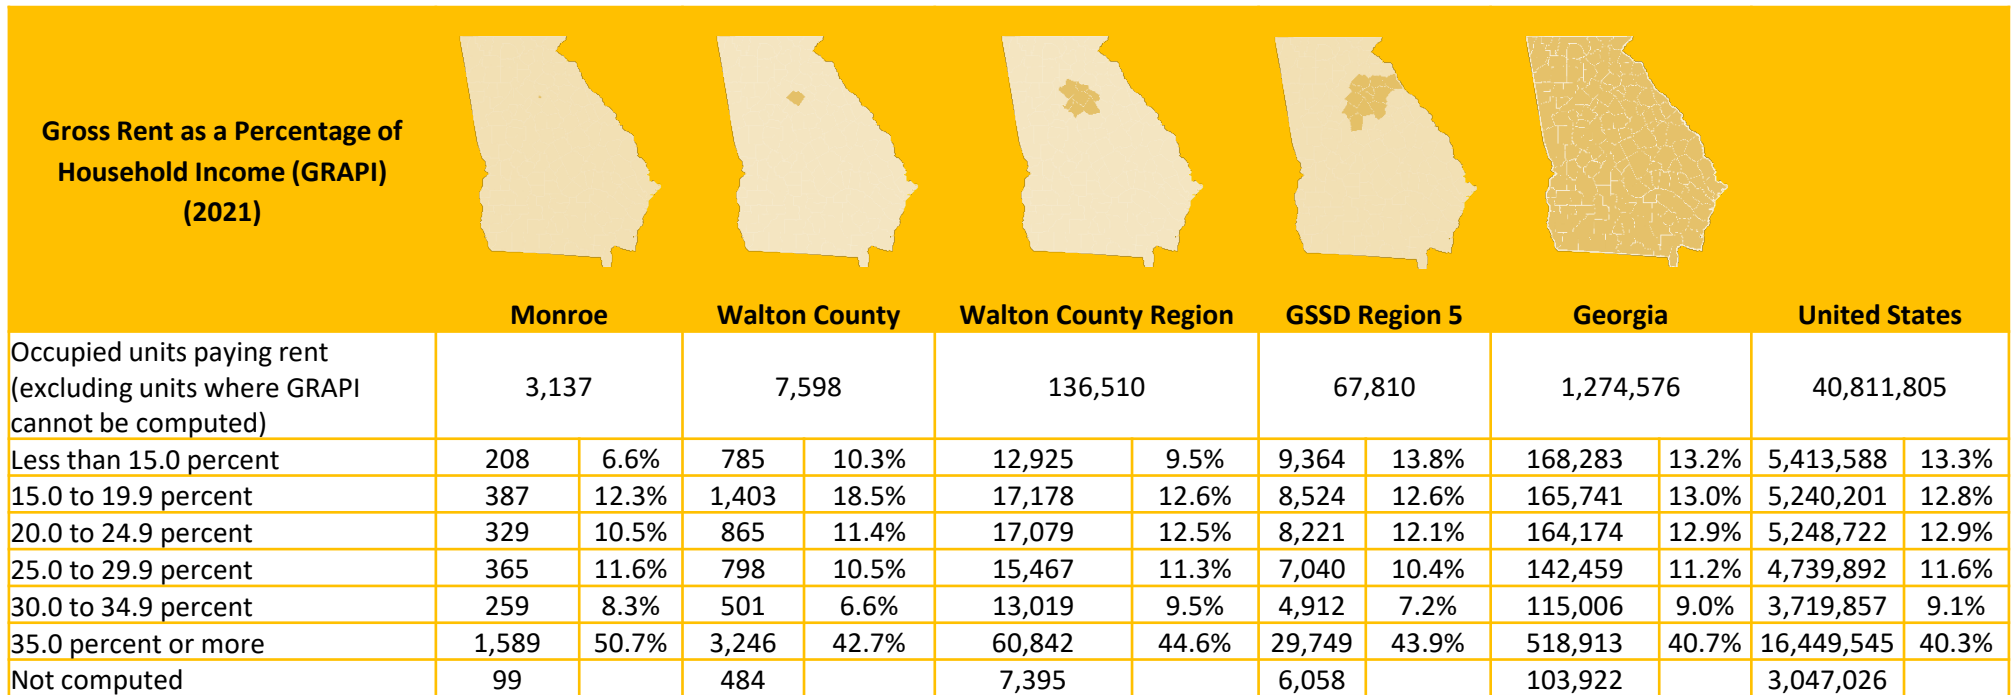 Gross Rent as a Percentage of
Household Income (GRAPI)
(2021)
Monroe Walton County Walton County Region GSSD Region 5 Georgia United States
Occupied units paying rent
(excluding units where GRAPI
cannot be computed)
3,137 7,598 136,510 67,810 1,274,576 40,811,805
Less than 15.0 percent 208 6.6% 785 10.3% 12,925 9.5% 9,364 13.8% 168,283 13.2% 5,413,588 13.3%
15.0 to 19.9 percent 387 12.3% 1,403 18.5% 17,178 12.6% 8,524 12.6% 165,741 13.0% 5,240,201 12.8%
20.0 to 24.9 percent 329 10.5% 865 11.4% 17,079 12.5% 8,221 12.1% 164,174 12.9% 5,248,722 12.9%
25.0 to 29.9 percent 365 11.6% 798 10.5% 15,467 11.3% 7,040 10.4% 142,459 11.2% 4,739,892 11.6%
30.0 to 34.9 percent 259 8.3% 501 6.6% 13,019 9.5% 4,912 7.2% 115,006 9.0% 3,719,857 9.1%
35.0 percent or more 1,589 50.7% 3,246 42.7% 60,842 44.6% 29,749 43.9% 518,913 40.7% 16,449,545 40.3%
Not computed 99 484 7,395 6,058 103,922 3,047,026